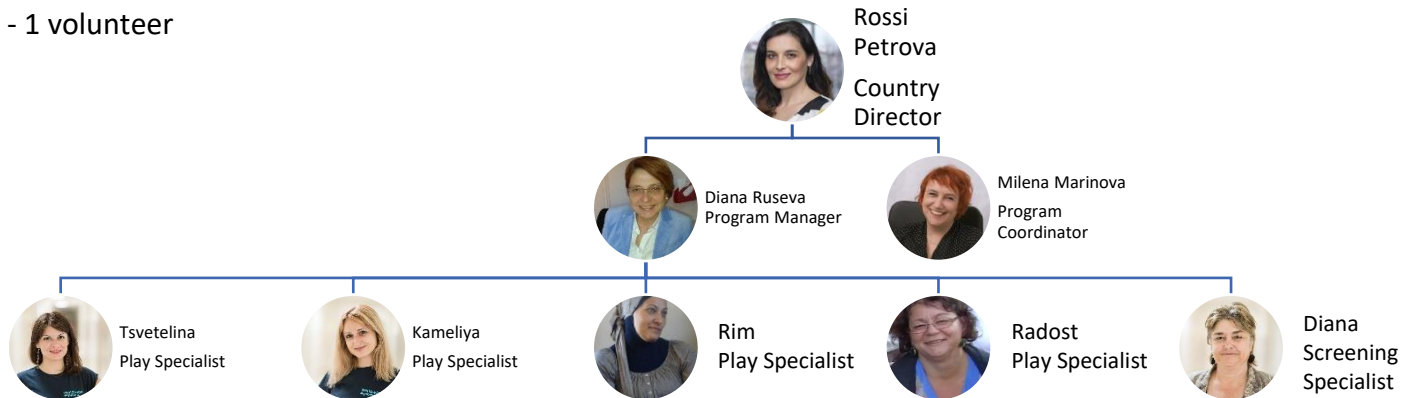 - 1 volunteer
Rossi
Petrova
Country
Director
Diana Ruseva
Program Manager
Milena Marinova
Program
Coordinator
Tsvetelina
Play Specialist
Kameliya
Play Specialist
Rim
Play Specialist
Radost
Play Specialist
Diana
Screening
Specialist